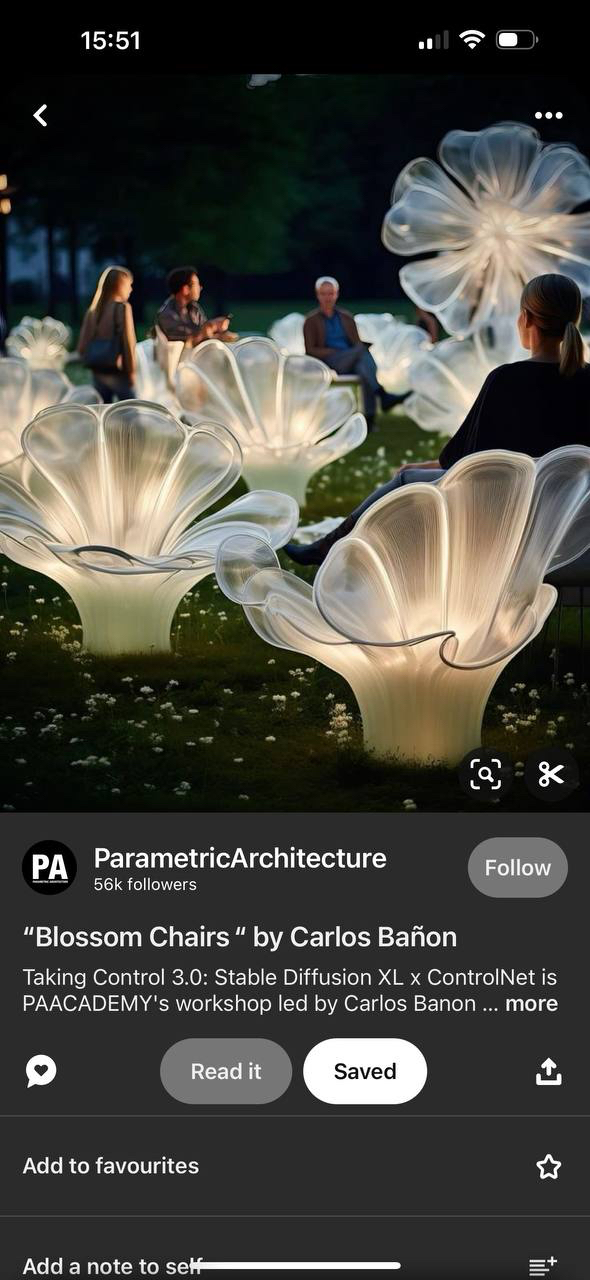 15:51
PA
ParametricArchitecture
56k followers
Follow
“Blossom Chairs “ by Carlos Bañon
Taking Control 3.0: Stable Diffusion XL x ControlNet is
PAACADEMY's workshop led by Carlos Banon ... more
Read it
Saved
Add to favourites
Add a note to self